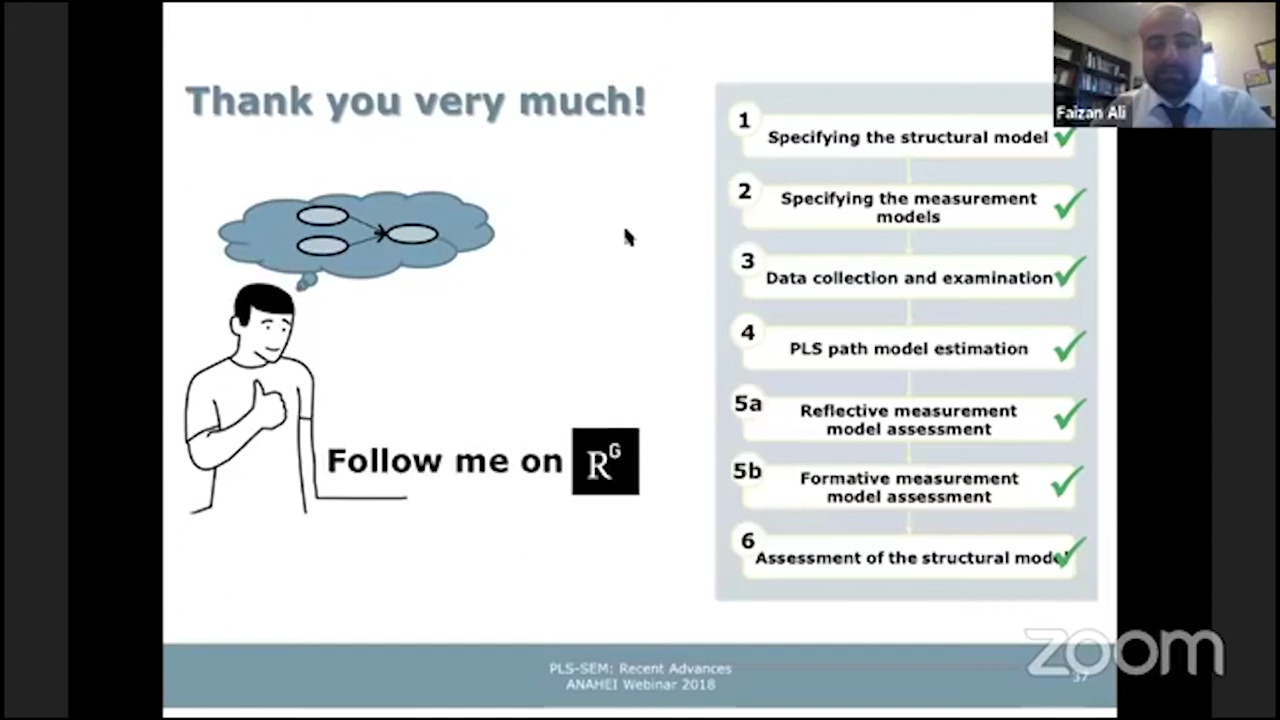 Thank you very much!
Faizan Ali
1
Specifying the structural model
2
Specifying the measurement
models
3
Data collection and examination
4
PLS path model estimation
5a
Reflective measurement
model assessment
5b
Formative measurement
model assessment
6
Assessment of the structural model
Follow me on
RG
PLS-SEM: Recent Advances
ANAHEI Webinar 2018
37
zoom